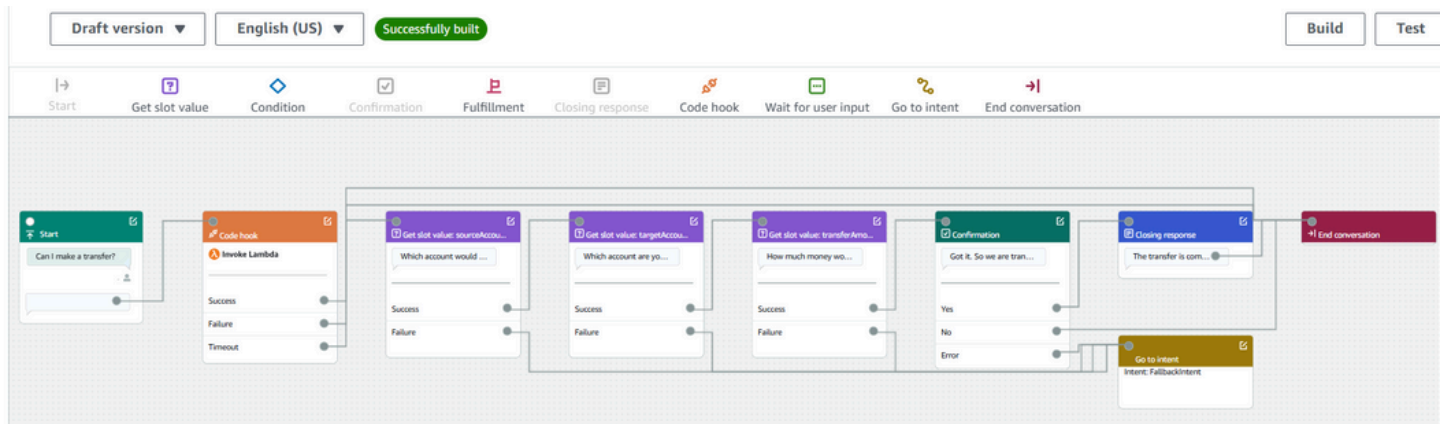 Draft version
English (US)
Successfully built
Build
Test
Start
Get slot value
Condition
Confirmation
Fulfillment
Closing response
Code hook
Wait for user input
Go to intent
End conversation
Start
Can I make a transfer?
Code hook
Invoke Lambda
Success
Failure
Timeout
Get slot value: sourceAccou...
Which account would ....
Success
Failure
Get slot value: targetAccou...
Which account are yo...
Success
Failure
Get slot value: transferAmo...
How much money wo...
Success
Failure
Confirmation
Got it. So we are tran...
Yes
No
Error
Closing response
The transfer is com...
Go to intent
Intent: FallbackIntent
End conversation